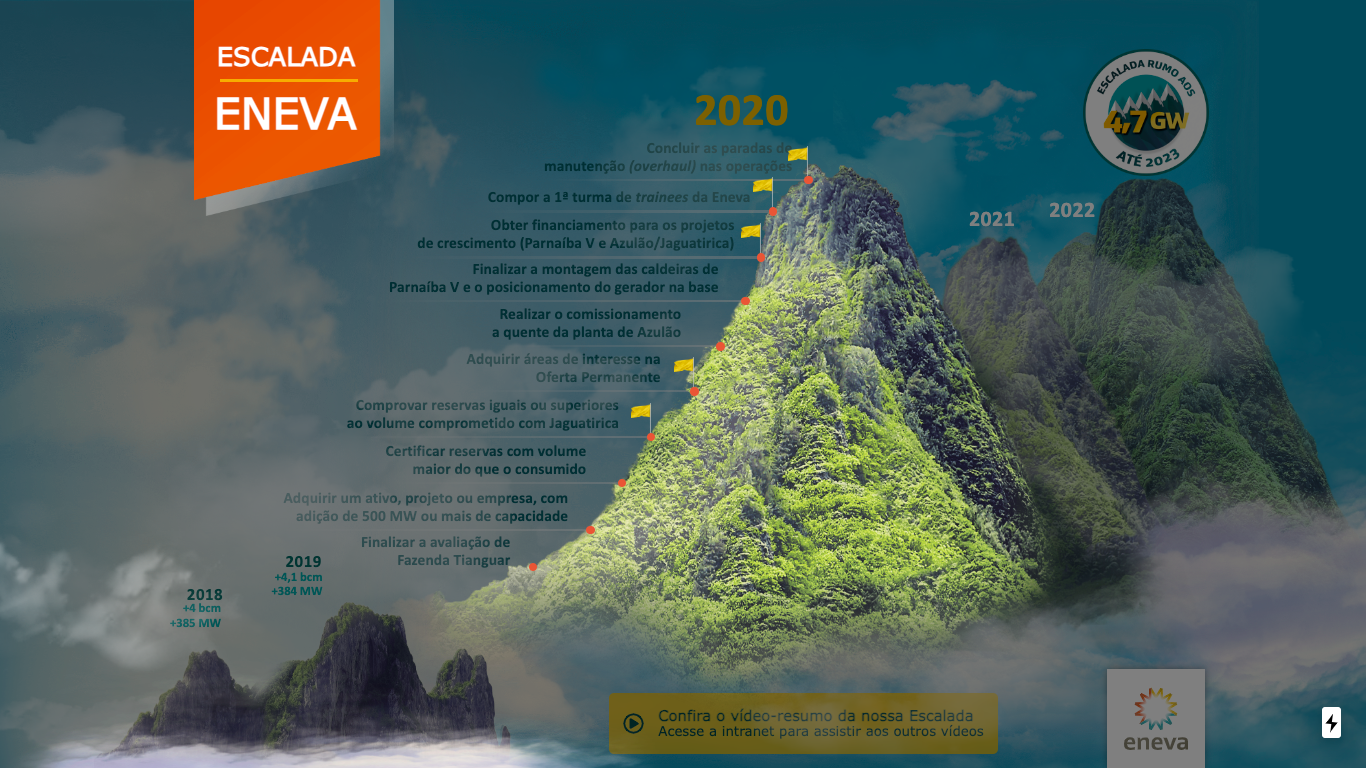 ESCALADA
ENEVA
2020
Concluir as paradas de
manutenção (overhaul) nas operações
Compor a 1ª turma de trainees da Eneva
Obter financiamento para os projetos
de crescimento (Parnaíba V e Azulão/Jaguatirica)
Finalizar a montagem das caldeiras de
Parnaíba V e o posicionamento do gerador na base
Realizar o comissionamento
a quente da planta de Azulão
Adquirir áreas de interesse na
Oferta Permanente
Comprovar reservas iguais ou superiores
ao volume comprometido com Jaguatirica
Certificar reservas com volume
maior do que o consumido
Adquirir um ativo, projeto ou empresa, com
adição de 500 MW ou mais de capacidade
Finalizar a avaliação de
Fazenda Tianguar
2019
+4,1 bcm
+384 MW
2018
+4 bcm
+385 MW
2021
2022
ESCALADA RUMO AOS
4,7 GW
ATÉ 2023
Confira o vídeo-resumo da nossa Escalada
Acesse a intranet para assistir aos outros vídeos
eneva